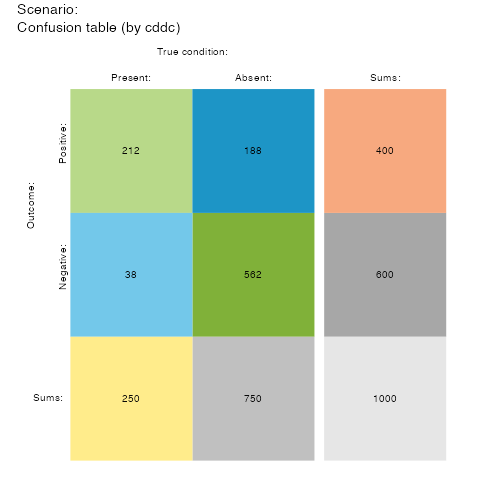 Scenario:
Confusion table (by cddc)
True condition:
Present:
Absent:
Sums:
Outcome:
Positive:
212
188
400
Negative:
38
562
600
Sums:
250
750
1000